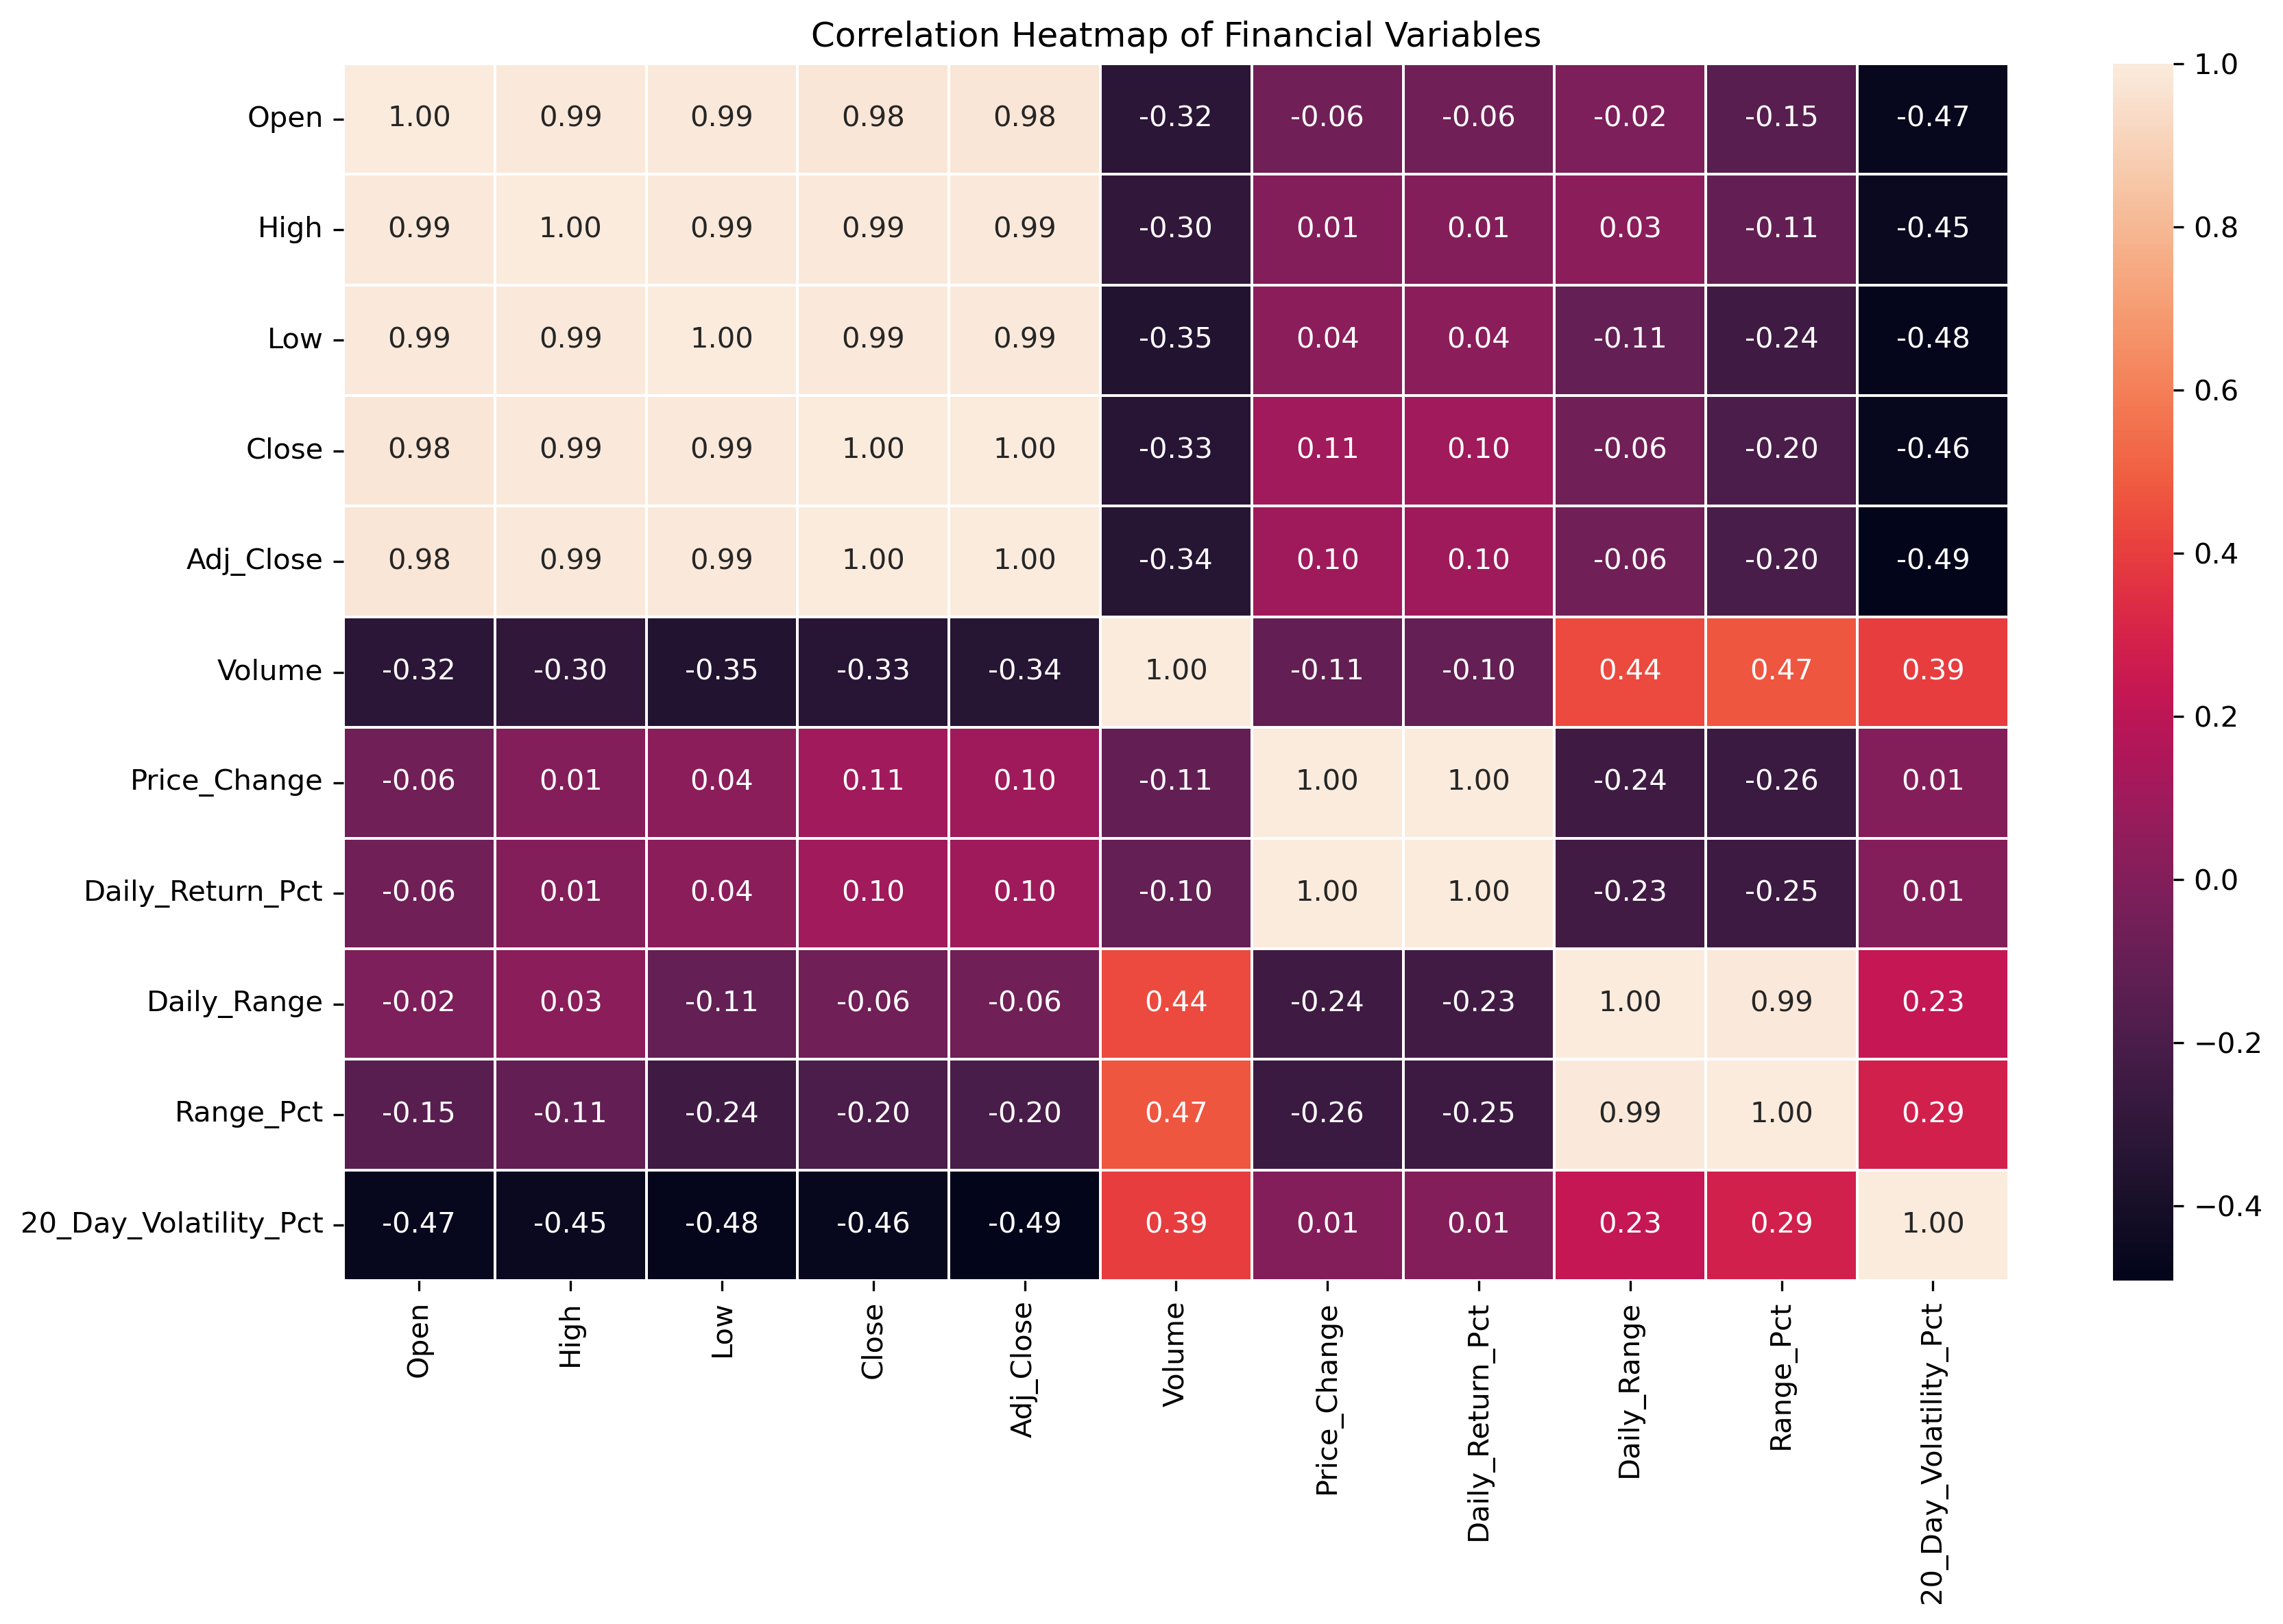 Correlation Heatmap of Financial Variables
Open 1.00 0.99 0.99 0.98 0.98 -0.32 -0.06 -0.06 -0.02 -0.15 -0.47
High 0.99 1.00 0.99 0.99 0.99 -0.30 0.01 0.01 0.03 -0.11 -0.45
Low 0.99 0.99 1.00 0.99 0.99 -0.35 0.04 0.04 -0.11 -0.24 -0.48
Close 0.98 0.99 0.99 1.00 1.00 -0.33 0.11 0.10 -0.06 -0.20 -0.46
Adj_Close 0.98 0.99 0.99 1.00 1.00 -0.34 0.10 0.10 -0.06 -0.20 -0.49
Volume -0.32 -0.30 -0.35 -0.33 -0.34 1.00 -0.11 -0.10 0.44 0.47 0.39
Price_Change -0.06 0.01 0.04 0.11 0.10 -0.11 1.00 1.00 -0.24 -0.26 0.01
Daily_Return_Pct -0.06 0.01 0.04 0.10 0.10 -0.10 1.00 1.00 -0.23 -0.25 0.01
Daily_Range -0.02 0.03 -0.11 -0.06 -0.06 0.44 -0.24 -0.23 1.00 0.99 0.23
Range_Pct -0.15 -0.11 -0.24 -0.20 -0.20 0.47 -0.26 -0.25 0.99 1.00 0.29
20_Day_Volatility_Pct -0.47 -0.45 -0.48 -0.46 -0.49 0.39 0.01 0.01 0.23 0.29 1.00
Open
High
Low
Close
Adj_Close
Volume
Price_Change
Daily_Return_Pct
Daily_Range
Range_Pct
20_Day_Volatility_Pct
1.0
0.8
0.6
0.4
0.2
0.0
−0.2
−0.4